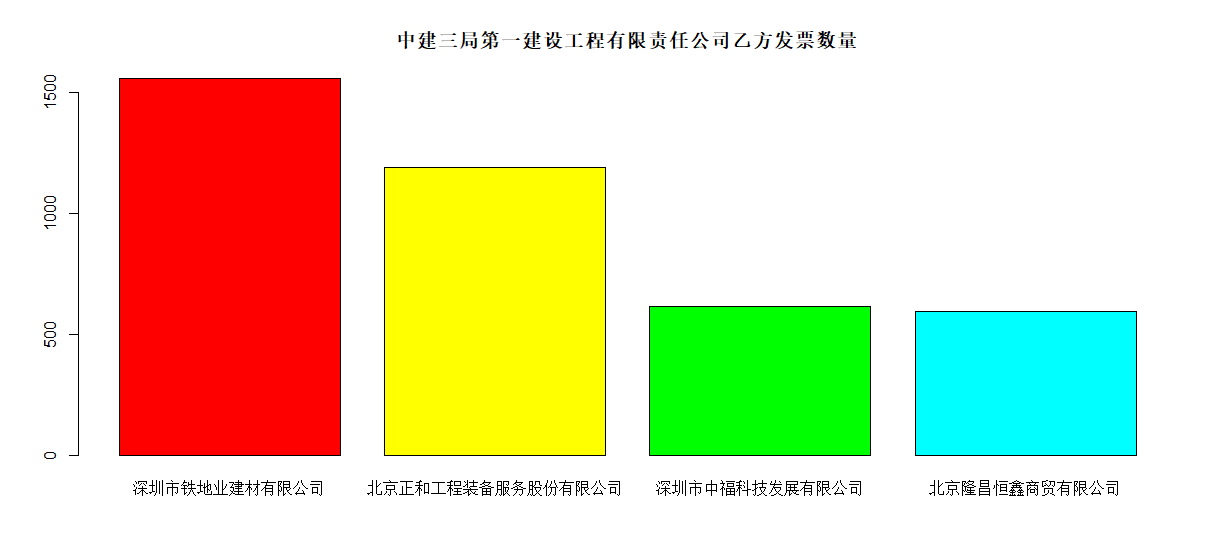 中建三局第一建设工程有限责任公司乙方发票数量
1500
1000
500
0
深圳市铁地业建材有限公司
北京正和工程装备服务股份有限公司
深圳市中福科技发展有限公司
北京隆昌恒鑫商贸有限公司